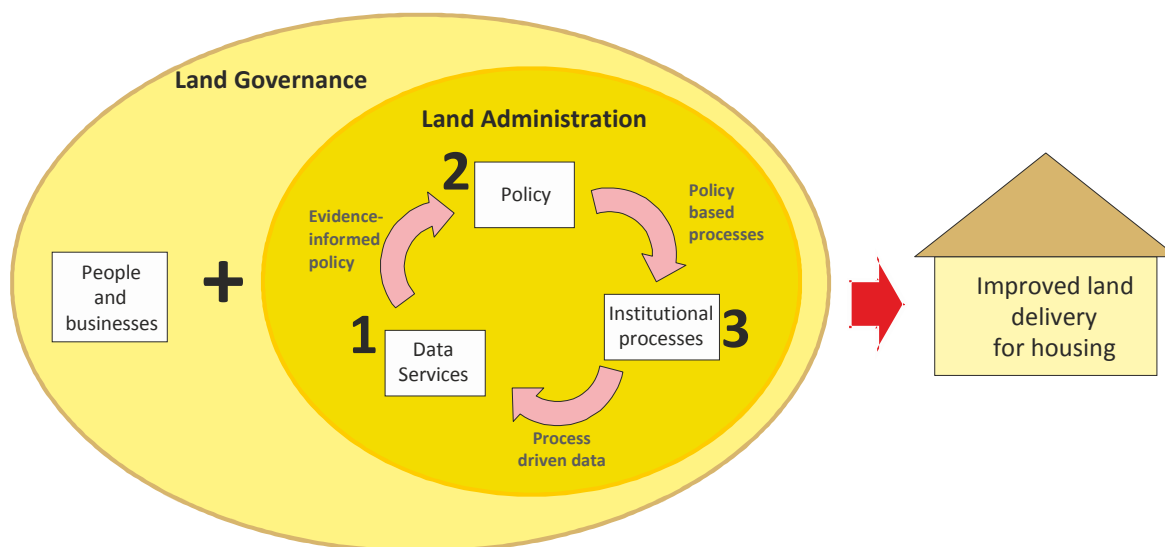 Land Governance
Land Administration
2
Policy
Policy
based
processes
Evidence-
informed
policy
People
and
businesses
+
1
Data
Services
Institutional
processes
3
Process
driven data
Improved land
delivery
for housing